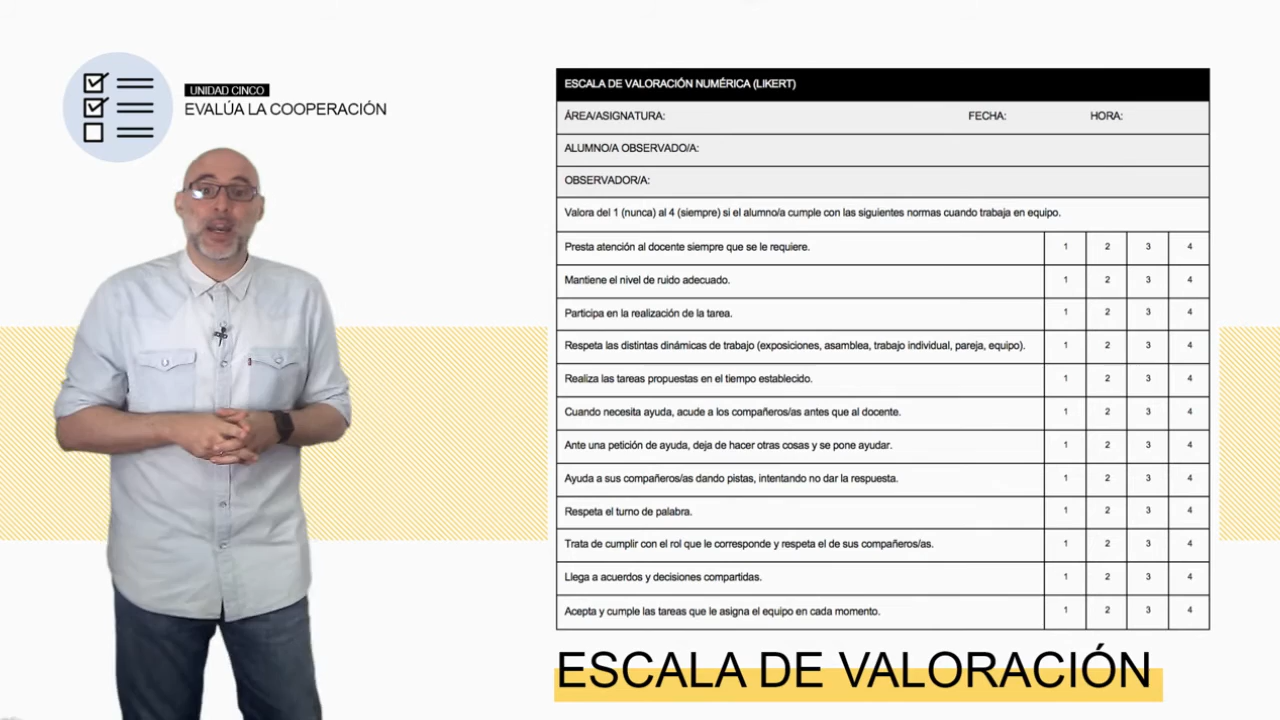 UNIDAD CINCO
EVALÚA LA COOPERACIÓN
ESCALA DE VALORACIÓN NUMÉRICA (LIKERT)
ÁREA/ASIGNATURA: FECHA: HORA:
ALUMNO/A OBSERVADO/A:
OBSERVADOR/A:
Valora del 1 (nunca) al 4 (siempre) si el alumno/a cumple con las siguientes normas cuando trabaja en equipo.
Presta atención al docente siempre que se le requiere. 1 2 3 4
Mantiene el nivel de ruido adecuado. 1 2 3 4
Participa en la realización de la tarea. 1 2 3 4
Respeta las distintas dinámicas de trabajo (exposiciones, asamblea, trabajo individual, pareja, equipo). 1 2 3 4
Realiza las tareas propuestas en el tiempo establecido. 1 2 3 4
Cuando necesita ayuda, acude a los compañeros/as antes que al docente. 1 2 3 4
Ante una petición de ayuda, deja de hacer otras cosas y se pone ayudar. 1 2 3 4
Ayuda a sus compañeros/as dando pistas, intentando no dar la respuesta. 1 2 3 4
Respeta el turno de palabra. 1 2 3 4
Trata de cumplir con el rol que le corresponde y respeta el de sus compañeros/as. 1 2 3 4
Llega a acuerdos y decisiones compartidas. 1 2 3 4
Acepta y cumple las tareas que le asigna el equipo en cada momento. 1 2 3 4
ESCALA DE VALORACIÓN